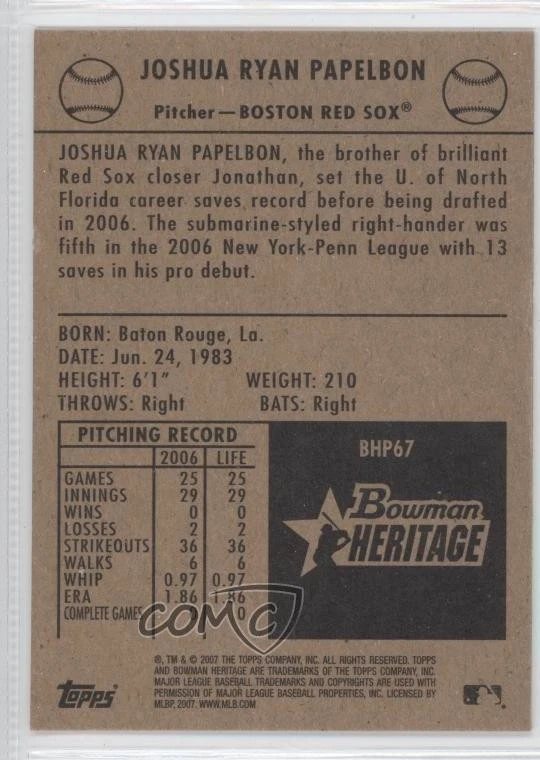 JOSHUA RYAN PAPELBON
Pitcher—BOSTON RED SOX®
JOSHUA RYAN PAPELBON, the brother of brilliant
Red Sox closer Jonathan, set the U. of North
Florida career saves record before being drafted
in 2006. The submarine-styled right-hander was
fifth in the 2006 New York-Penn League with 13
saves in his pro debut.
BORN: Baton Rouge, La.
DATE: Jun. 24, 1983
HEIGHT: 6'1" WEIGHT: 210
THROWS: Right BATS: Right
PITCHING RECORD
2006 LIFE
GAMES 25 25
INNINGS 29 29
WINS 0 0
LOSSES 2 2
STRIKEOUTS 36 36
WALKS 6 6
WHIP 0.97 0.97
ERA 1.86 1.86
COMPLETE GAMES 0 0
BHP67
Bowman
HERITAGE
COMC
®, TM & © 2007 THE TOPPS COMPANY, INC. ALL RIGHTS RESERVED. TOPPS
AND BOWMAN HERITAGE ARE TRADEMARKS OF THE TOPPS COMPANY, INC.
MAJOR LEAGUE BASEBALL TRADEMARKS AND COPYRIGHTS ARE USED WITH
PERMISSION OF MAJOR LEAGUE BASEBALL PROPERTIES, INC. LICENSED BY
MLBP, 2007. WWW.MLB.COM
topps